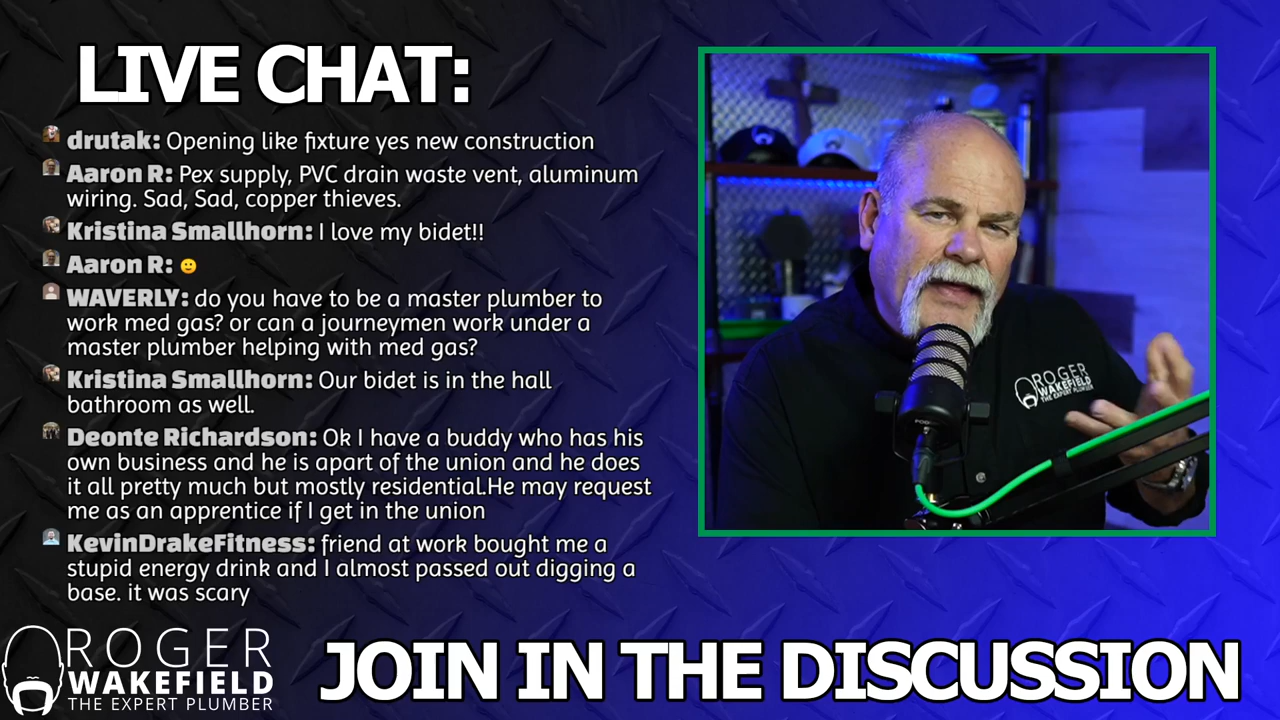 LIVE CHAT:
drutak: Opening like fixture yes new construction
Aaron R: Pex supply, PVC drain waste vent, aluminum
wiring. Sad, Sad, copper thieves.
Kristina Smallhorn: I love my bidet!!
Aaron R: 🙂
WAVERLY: do you have to be a master plumber to
work med gas? or can a journeymen work under a
master plumber helping with med gas?
Kristina Smallhorn: Our bidet is in the hall
bathroom as well.
Deonte Richardson: Ok I have a buddy who has his
own business and he is apart of the union and he does
it all pretty much but mostly residential.He may request
me as an apprentice if I get in the union
KevinDrakeFitness: friend at work bought me a
stupid energy drink and I almost passed out digging a
base. it was scary
ROGER
WAKEFIELD
THE EXPERT PLUMBER
ROGER
WAKEFIELD
THE EXPERT PLUMBER
JOIN IN THE DISCUSSION